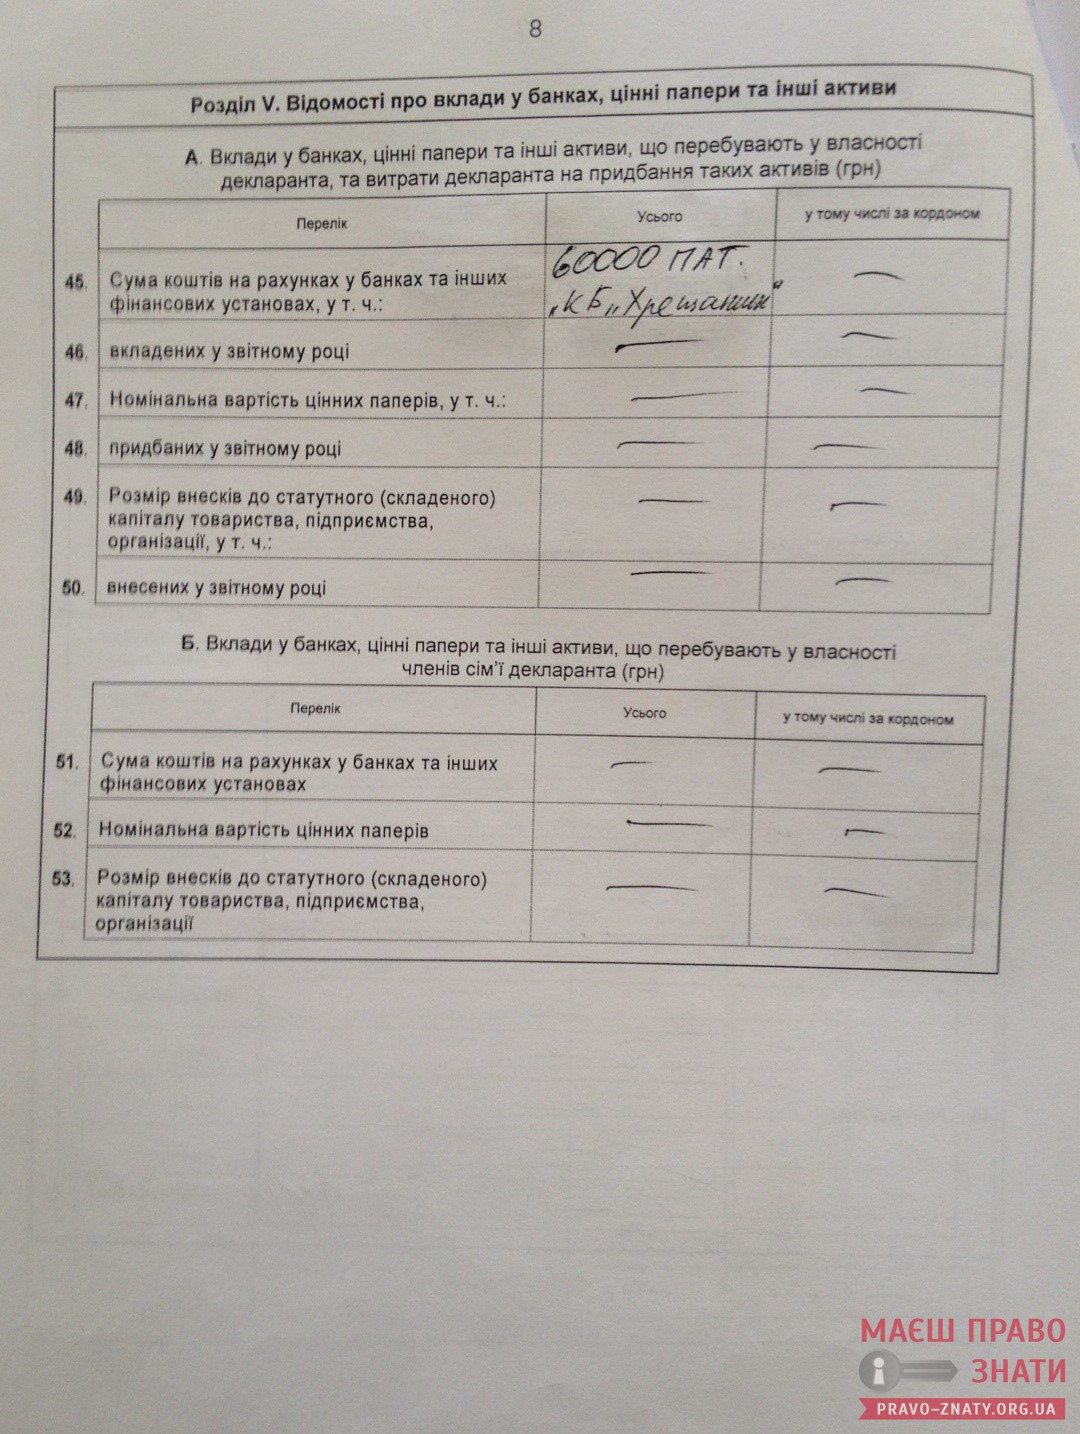 8
Розділ V. Відомості про вклади у банках, цінні папери та інші активи
А. Вклади у банках, цінні папери та інші активи, що перебувають у власності
декларанта, та витрати декларанта на придбання таких активів (грн)
Перелік
Усього
у тому числі за кордоном
45. Сума коштів на рахунках у банках та інших
фінансових установах, у т. ч.:
60000 ПАТ.
„КБ„Хрещатик"
—
46. вкладених у звітному році — —
47. Номінальна вартість цінних паперів, у т. ч.: — —
48. придбаних у звітному році — —
49. Розмір внесків до статутного (складеного)
капіталу товариства, підприємства,
організації, у т. ч.:
— —
50. внесених у звітному році — —
Б. Вклади у банках, цінні папери та інші активи, що перебувають у власності
членів сім’ї декларанта (грн)
Перелік
Усього
у тому числі за кордоном
51. Сума коштів на рахунках у банках та інших
фінансових установах
— —
52. Номінальна вартість цінних паперів — —
53. Розмір внесків до статутного (складеного)
капіталу товариства, підприємства,
організації
— —
МАЄШ ПРАВО
ЗНАТИ
PRAVO-ZNATY.ORG.UA